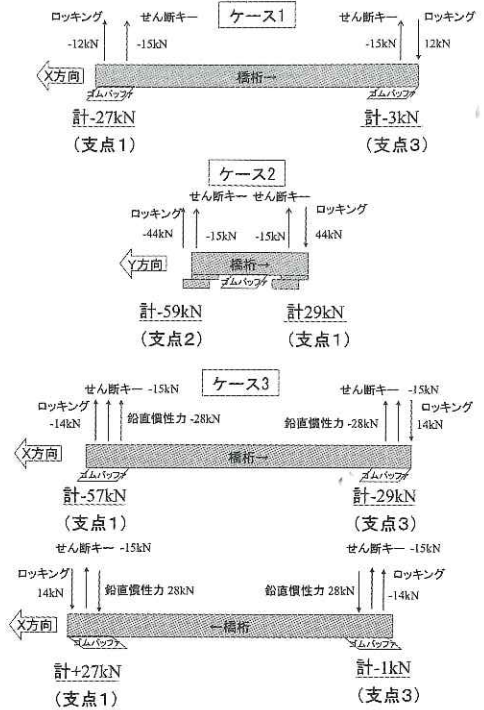 ケース1
ロッキング せん断キー せん断キー ロッキング
-12kN -15kN -15kN 12kN
X方向 橋桁→
ゴムバッファ ゴムバッファ
計-27kN 計-3kN
(支点1) (支点3)
ケース2
せん断キー せん断キー
ロッキング ロッキング
-44kN -15kN -15kN 44kN
Y方向 橋桁→
ゴムバッファ
計-59kN 計29kN
(支点2) (支点1)
ケース3
せん断キー -15kN せん断キー -15kN
ロッキング 鉛直慣性力 -28kN 鉛直慣性力 -28kN ロッキング
-14kN 14kN
X方向 橋桁→
ゴムバッファ ゴムバッファ
計-57kN 計-29kN
(支点1) (支点3)
せん断キー -15kN せん断キー -15kN
ロッキング ロッキング
14kN 鉛直慣性力 28kN 鉛直慣性力 28kN -14kN
X方向 ←橋桁
ゴムバッファ ゴムバッファ
計+27kN 計-1kN
(支点1) (支点3)